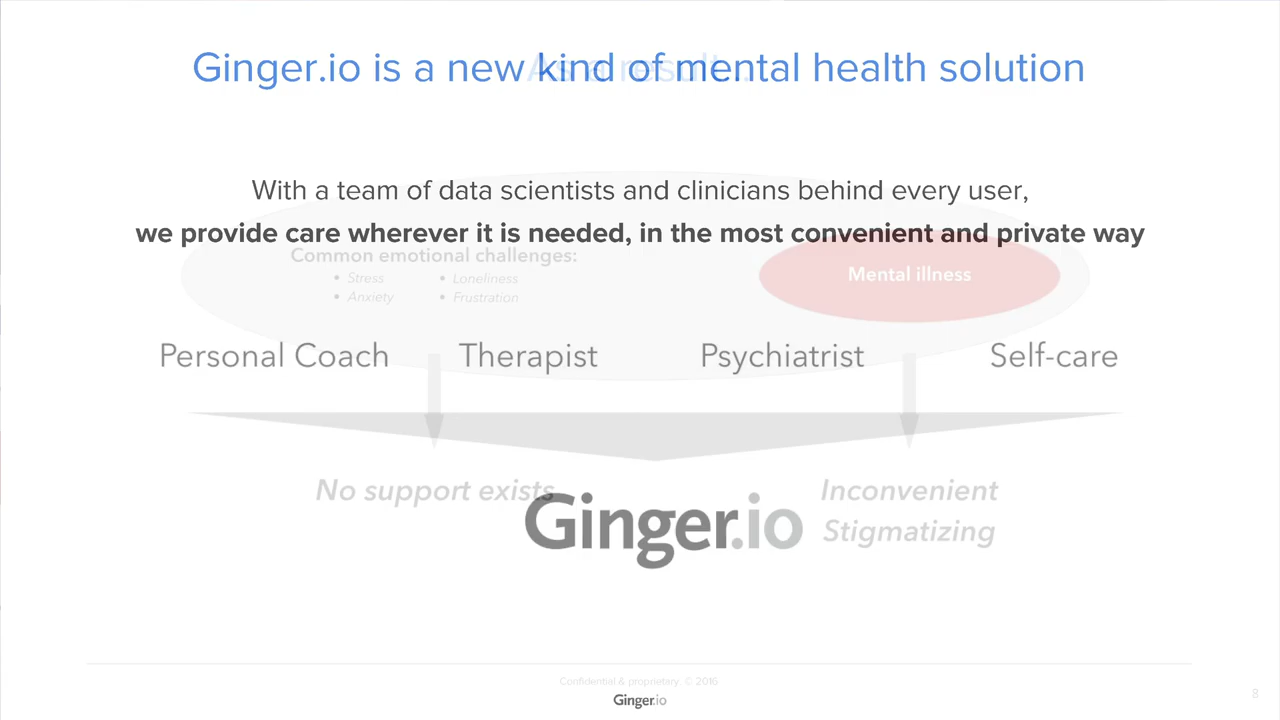 Ginger.io is a new kind of mental health solution
As a result...
With a team of data scientists and clinicians behind every user,
we provide care wherever it is needed, in the most convenient and private way
Common emotional challenges:
• Stress
• Loneliness
• Anxiety
• Frustration
Mental illness
Personal Coach
Therapist
Psychiatrist
Self-care
No support exists
Inconvenient
Stigmatizing
Ginger.io
Confidential & proprietary. © 2016
Ginger.io
8